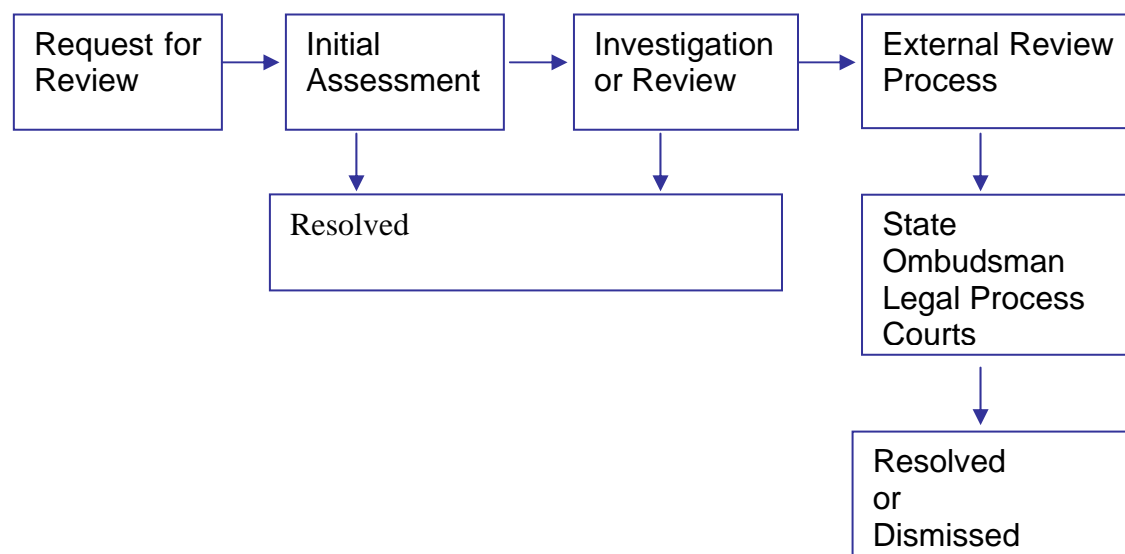 Request for
Review
Initial
Assessment
Investigation
or Review
External Review
Process
Resolved
State
Ombudsman
Legal Process
Courts
Resolved
or
Dismissed